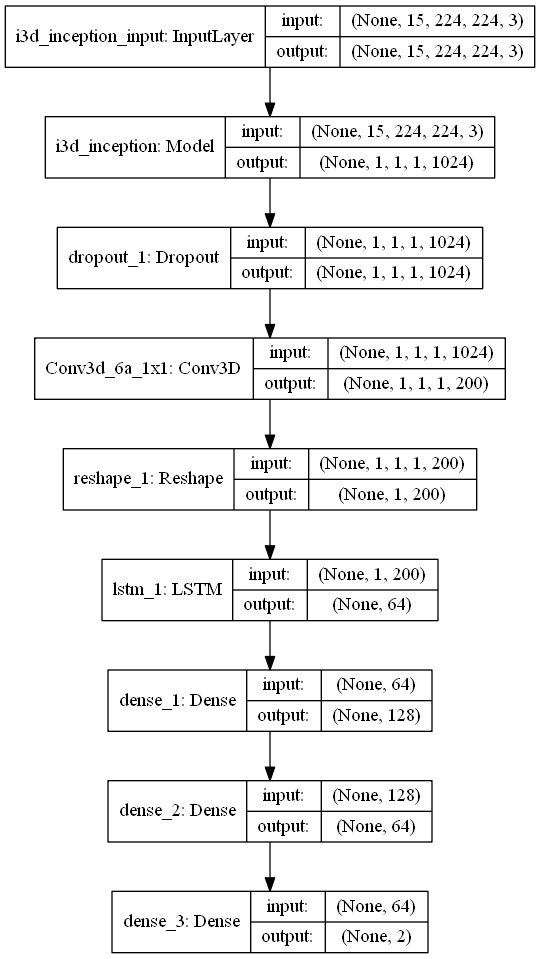 i3d_inception_input: InputLayer
input: (None, 15, 224, 224, 3)
output: (None, 15, 224, 224, 3)
i3d_inception: Model
input: (None, 15, 224, 224, 3)
output: (None, 1, 1, 1, 1024)
dropout_1: Dropout
input: (None, 1, 1, 1, 1024)
output: (None, 1, 1, 1, 1024)
Conv3d_6a_1x1: Conv3D
input: (None, 1, 1, 1, 1024)
output: (None, 1, 1, 1, 200)
reshape_1: Reshape
input: (None, 1, 1, 1, 200)
output: (None, 1, 200)
lstm_1: LSTM
input: (None, 1, 200)
output: (None, 64)
dense_1: Dense
input: (None, 64)
output: (None, 128)
dense_2: Dense
input: (None, 128)
output: (None, 64)
dense_3: Dense
input: (None, 64)
output: (None, 2)